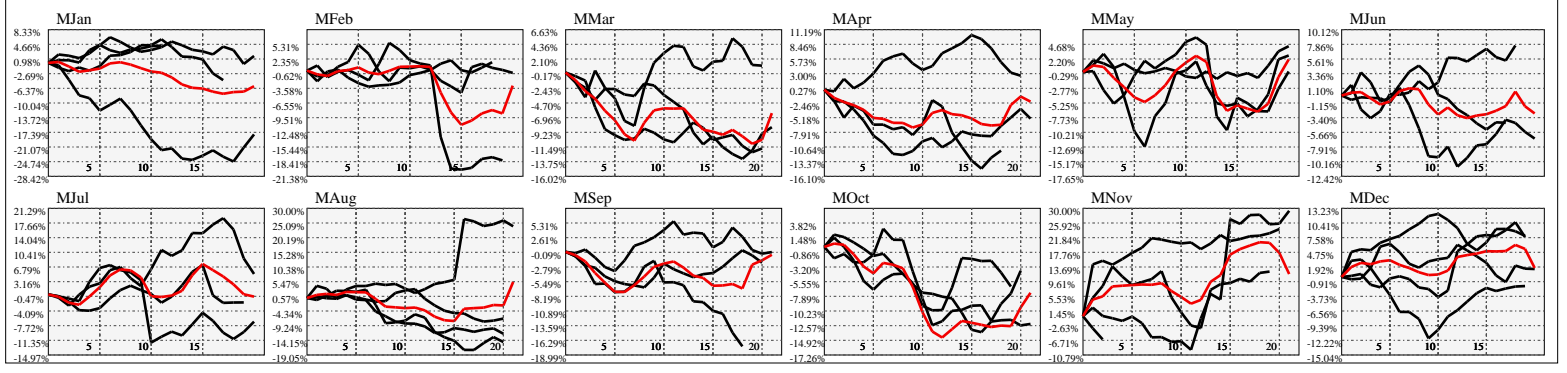 MJan MFeb MMar MApr MMay MJun
8.33% 4.66% 0.98% -2.69% -6.37% -10.04% -13.72% -17.39% -21.07% -24.74% -28.42%
5 10 15
5.31% 2.35% -0.62% -3.58% -6.55% -9.51% -12.48% -15.44% -18.41% -21.38%
5 10 15
6.63% 4.36% 2.10% -0.17% -2.43% -4.70% -6.96% -9.23% -11.49% -13.75% -16.02%
5 10 15 20
11.19% 8.46% 5.73% 3.00% 0.27% -2.46% -5.18% -7.91% -10.64% -13.37% -16.10%
5 10 15 20
4.68% 2.20% -0.29% -2.77% -5.25% -7.73% -10.21% -12.69% -15.17% -17.65%
5 10 15 20
10.12% 7.86% 5.61% 3.36% 1.10% -1.15% -3.40% -5.66% -7.91% -10.16% -12.42%
5 10 15
MJul MAug MSep MOct MNov MDec
21.29% 17.66% 14.04% 10.41% 6.79% 3.16% -0.47% -4.09% -7.72% -11.35% -14.97%
5 10 15
30.00% 25.09% 20.19% 15.28% 10.38% 5.47% 0.57% -4.34% -9.24% -14.15% -19.05%
5 10 15 20
5.31% 2.61% -0.09% -2.79% -5.49% -8.19% -10.89% -13.59% -16.29% -18.99%
5 10 15 20
3.82% 1.48% -0.86% -3.20% -5.55% -7.89% -10.23% -12.57% -14.92% -17.26%
5 10 15 20
30.00% 25.92% 21.84% 17.76% 13.69% 9.61% 5.53% 1.45% -2.63% -6.71% -10.79%
5 10 15 20
13.23% 10.41% 7.58% 4.75% 1.92% -0.91% -3.73% -6.56% -9.39% -12.22% -15.04%
5 10 15